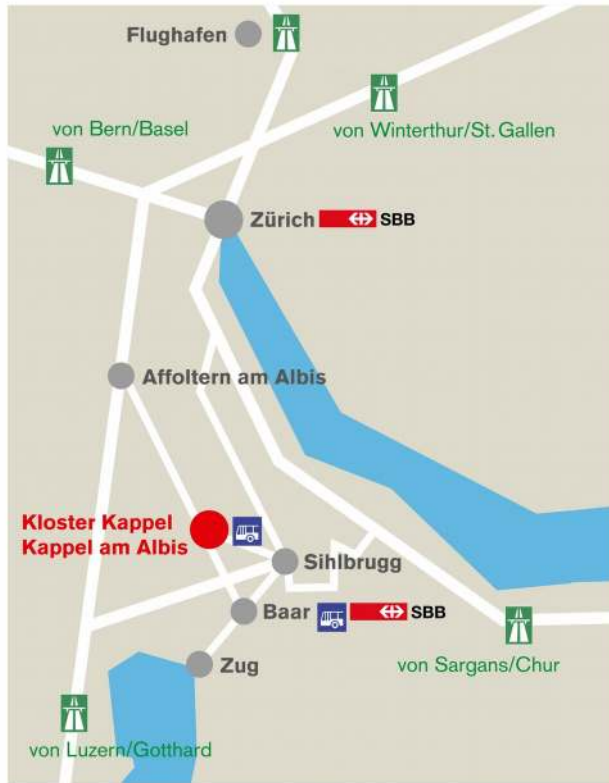 Flughafen
von Bern/Basel
von Winterthur/St. Gallen
Zürich SBB
Affoltern am Albis
Kloster Kappel
Kappel am Albis
Sihlbrugg
Baar SBB
Zug
von Sargans/Chur
von Luzern/Gotthard